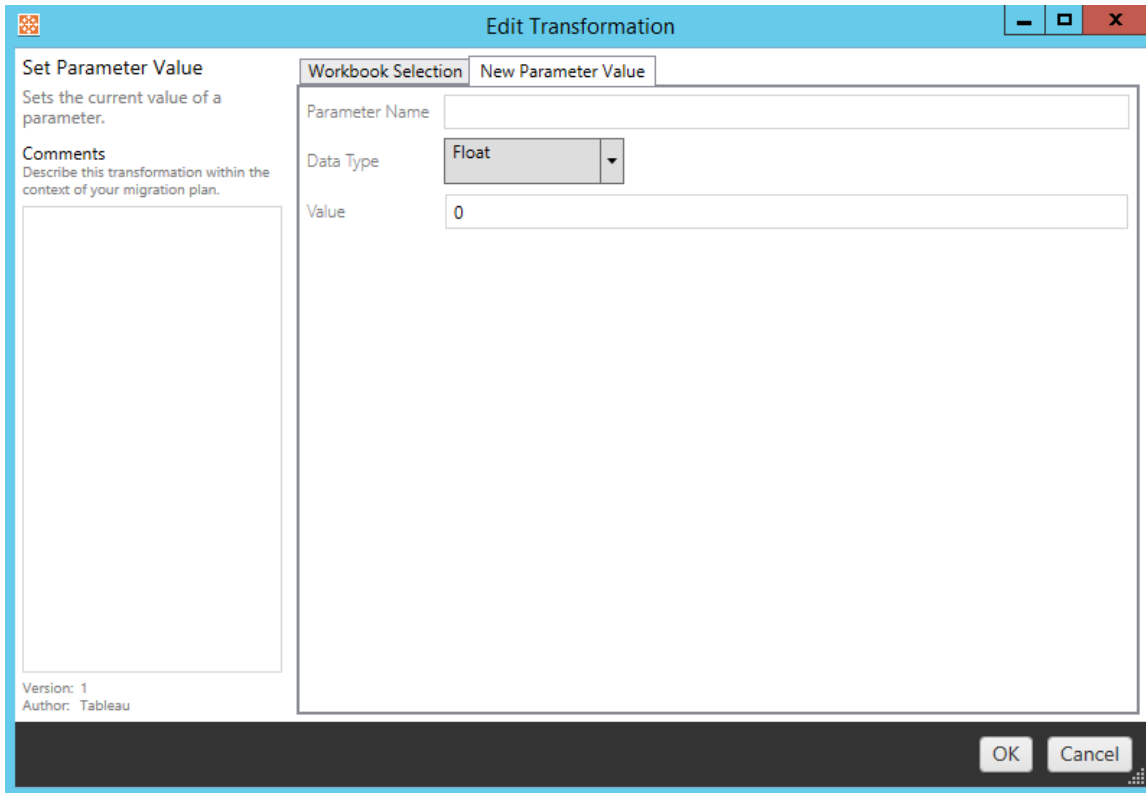 Edit Transformation
Set Parameter Value
Sets the current value of a
parameter.
Comments
Describe this transformation within the
context of your migration plan.
Version: 1
Author: Tableau
Workbook Selection
New Parameter Value
Parameter Name
Data Type
Float
Value
0
OK
Cancel